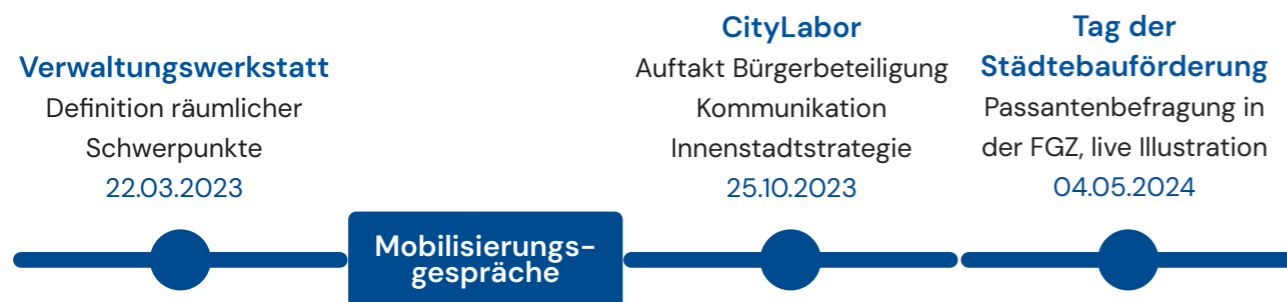 Verwaltungswerkstatt
Definition räumlicher
Schwerpunkte
22.03.2023
Mobilisierungs-
gespräche
CityLabor
Auftakt Bürgerbeteiligung
Kommunikation
Innenstadtstrategie
25.10.2023
Tag der
Städtebauförderung
Passantenbefragung in
der FGZ, live Illustration
04.05.2024